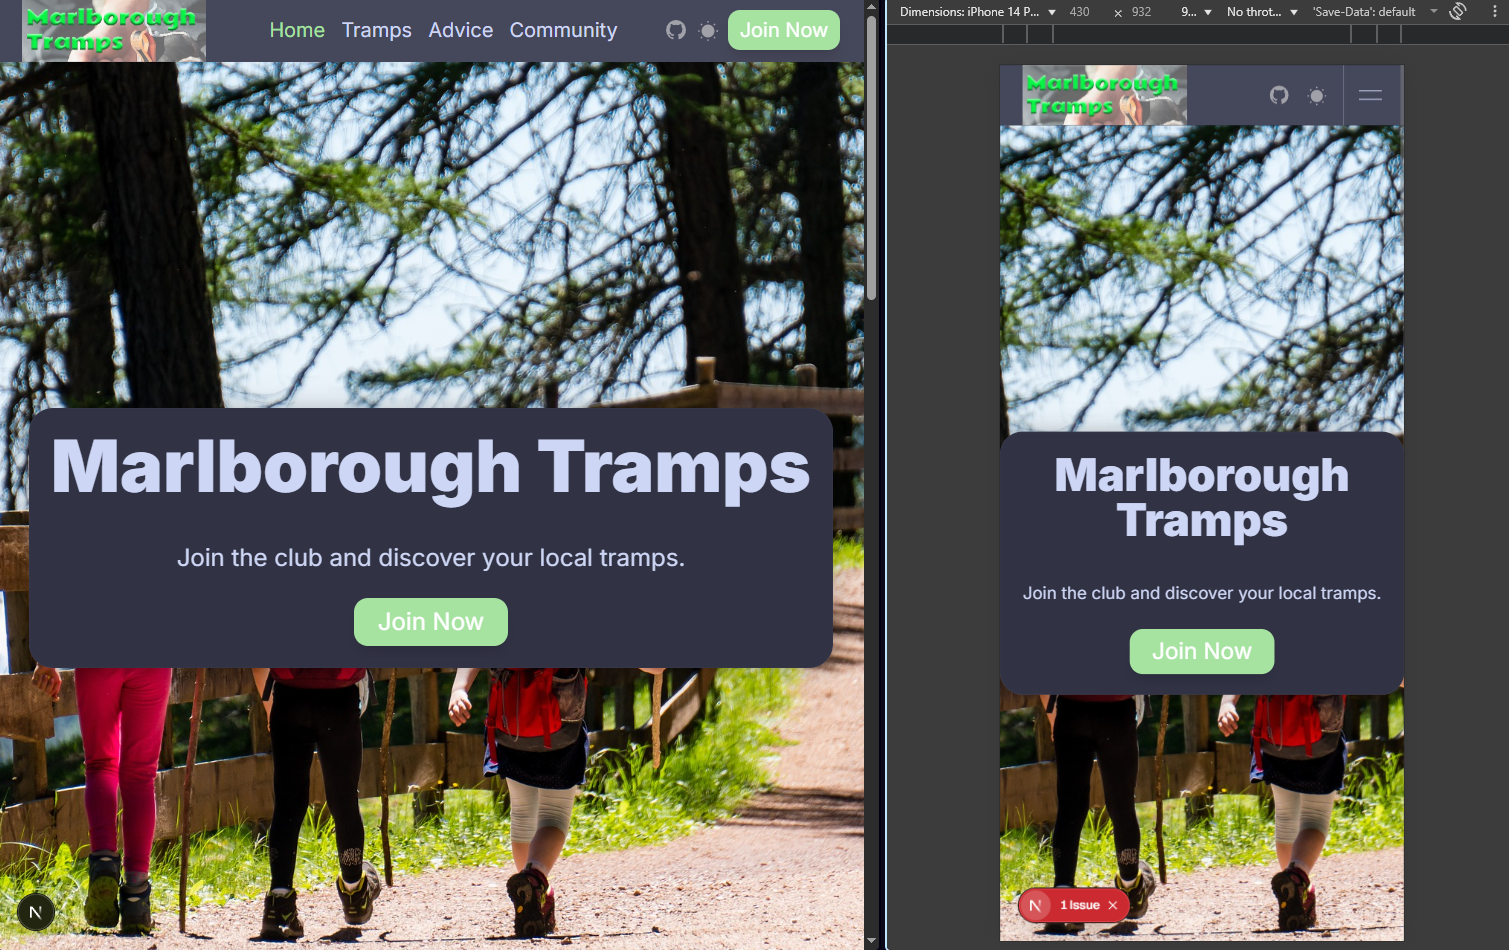 Marlborough
Tramps
Home Tramps Advice Community
Join Now
Marlborough Tramps
Join the club and discover your local tramps.
Join Now
N
Dimensions: iPhone 14 P... 430 × 932 9... No throt... 'Save-Data': default
Marlborough
Tramps
Marlborough
Tramps
Join the club and discover your local tramps.
Join Now
N 1 Issue ×